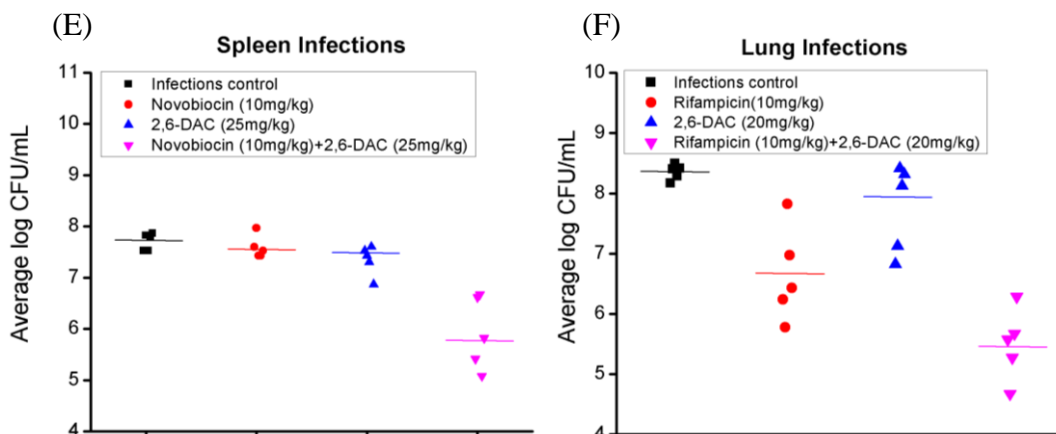 (E)
Spleen Infections
Average log CFU/mL
11
10
9
8
7
6
5
4
Infections control
Novobiocin (10mg/kg)
2,6-DAC (25mg/kg)
Novobiocin (10mg/kg)+2,6-DAC (25mg/kg)
(F)
Lung Infections
Average log CFU/mL
10
9
8
7
6
5
4
Infections control
Rifampicin(10mg/kg)
2,6-DAC (20mg/kg)
Rifampicin (10mg/kg)+2,6-DAC (20mg/kg)